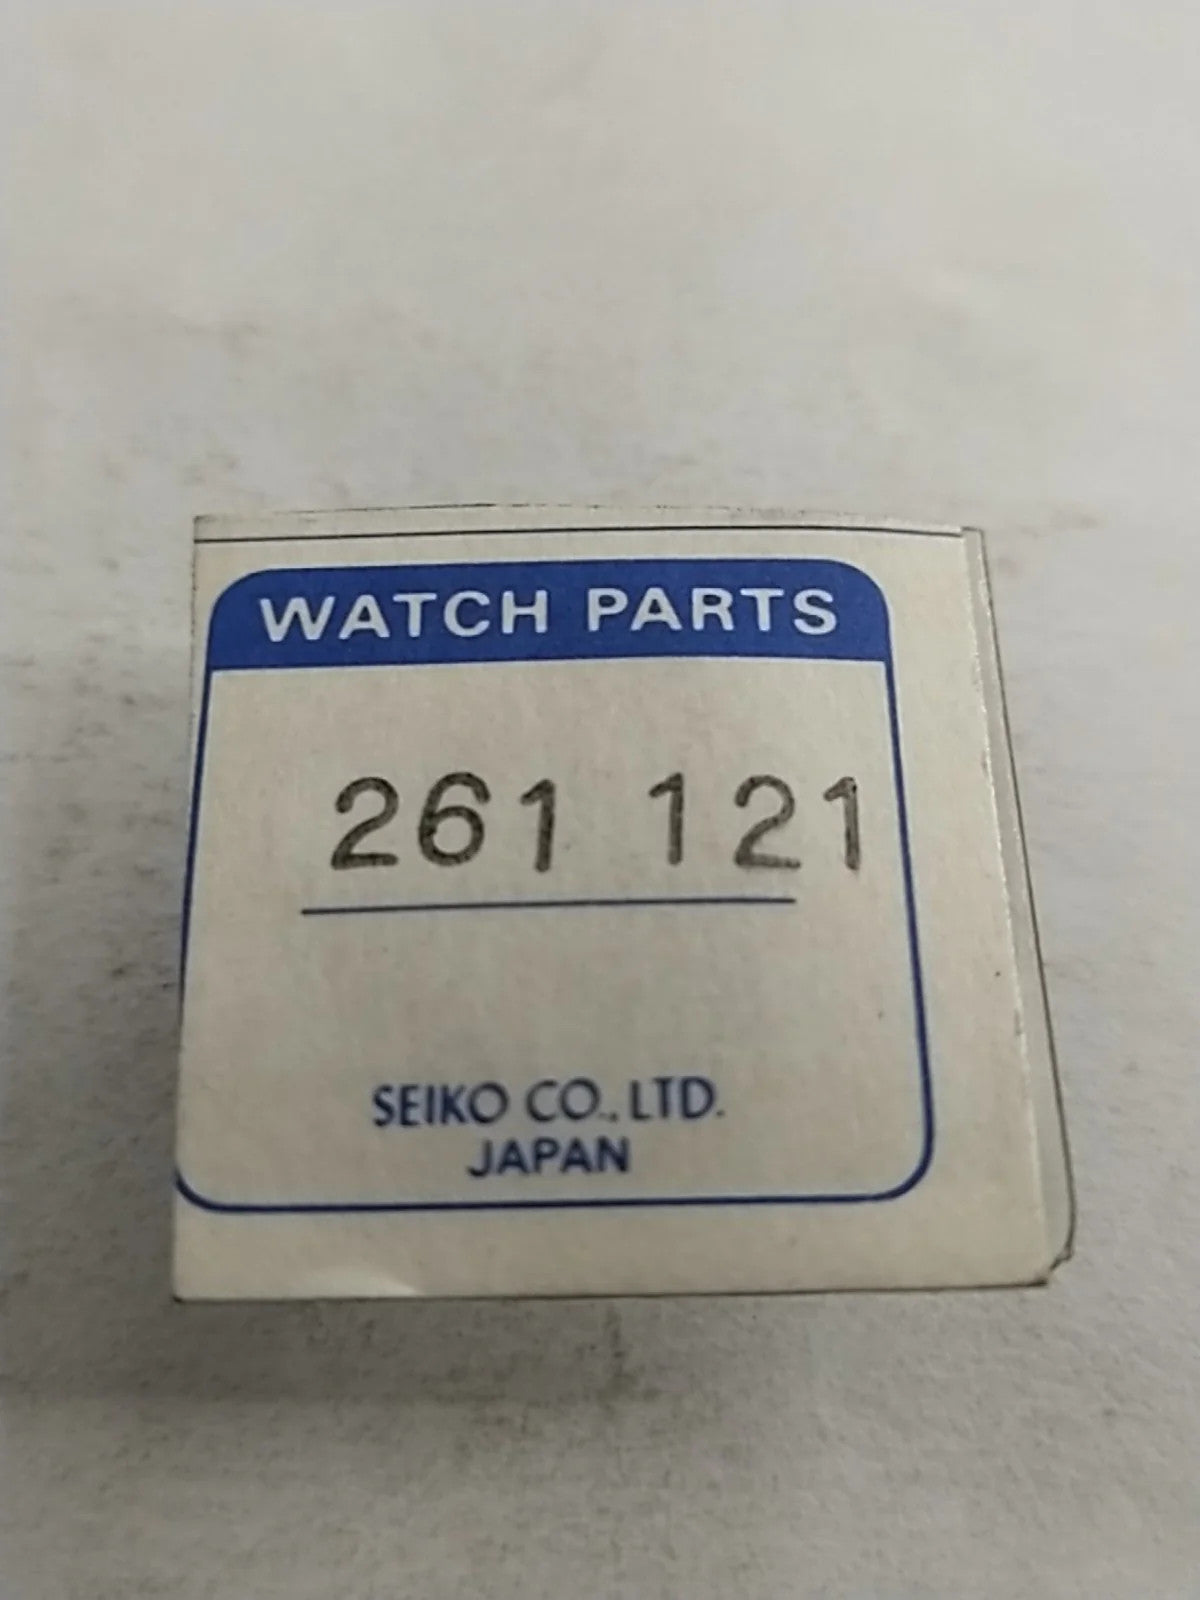 WATCH PARTS
261 121
SEIKO CO., LTD.
JAPAN